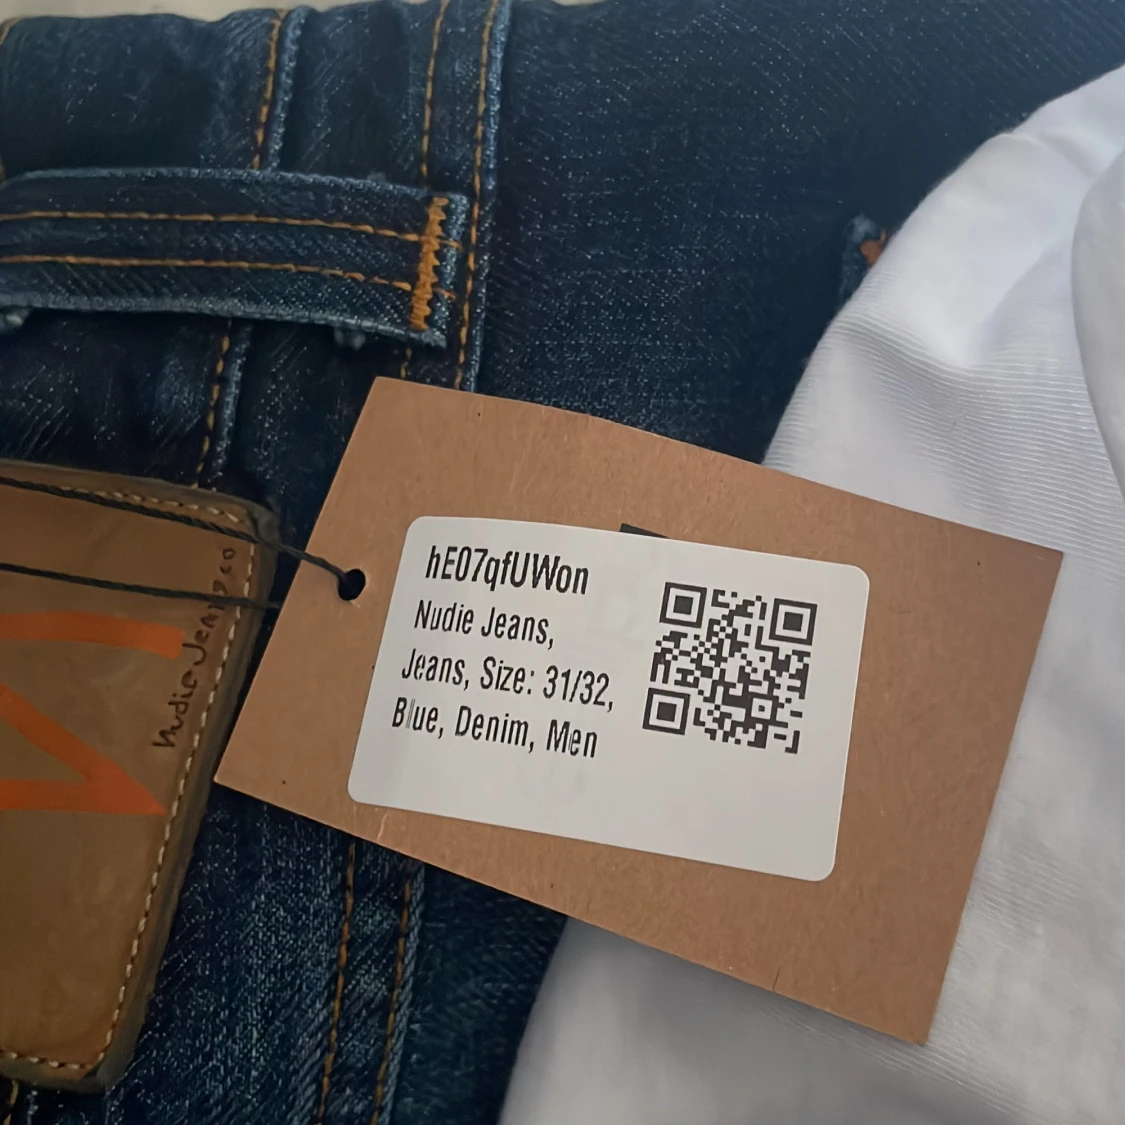 hE07qfUWon
Nudie Jeans,
Jeans, Size: 31/32,
Blue, Denim, Men
Nudie Jeans co